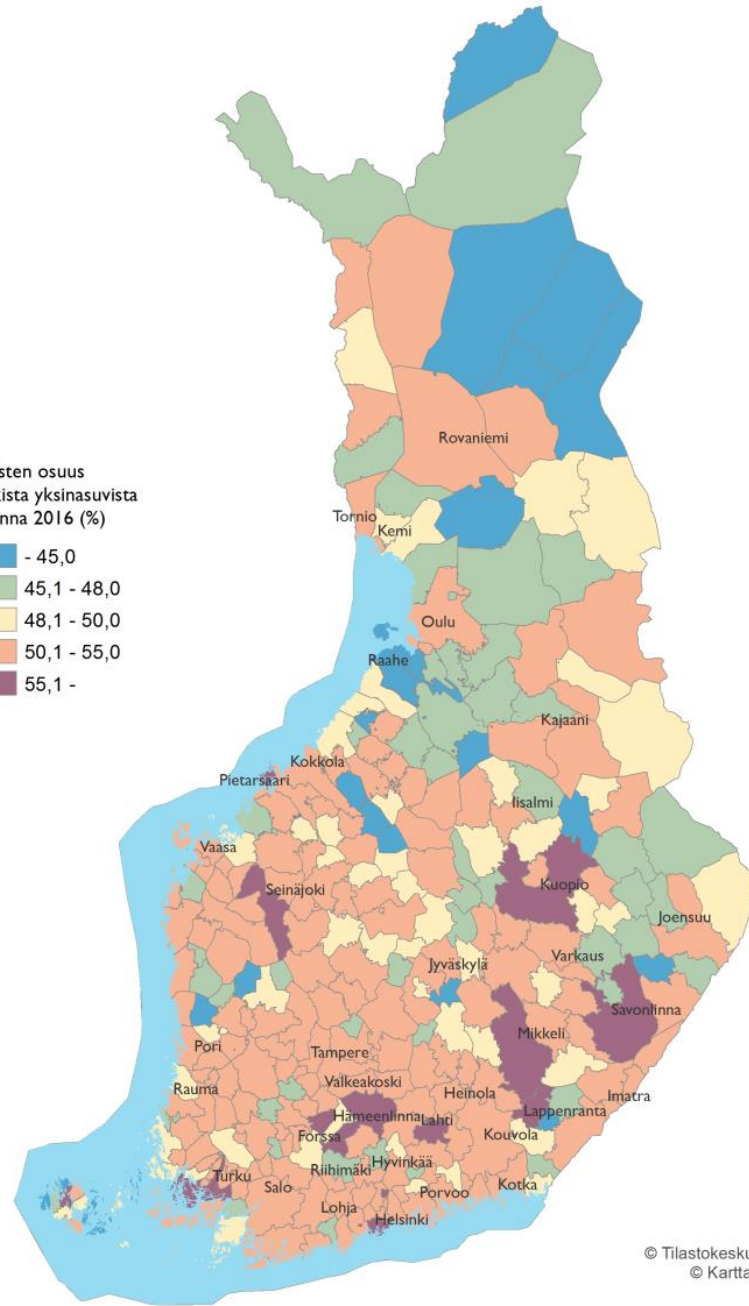 sten osuus
ista yksinasuvista
nna 2016 (%)
- 45,0
45,1 - 48,0
48,1 - 50,0
50,1 - 55,0
55,1 -
Rovaniemi
Tornio
Kemi
Oulu
Raahe
Kajaani
Kokkola
Pietarsaari
Iisalmi
Vaasa
Seinäjoki
Kuopio
Joensuu
Jyväskylä
Varkaus
Savonlinna
Mikkeli
Pori
Tampere
Rauma
Valkeakoski
Heinola
Imatra
Hämeenlinna
Lahti
Lappenranta
Forssa
Kouvola
Riihimäki
Hyvinkää
Turku
Salo
Porvoo
Kotka
Lohja
Helsinki
© Tilastokesku
© Kartta